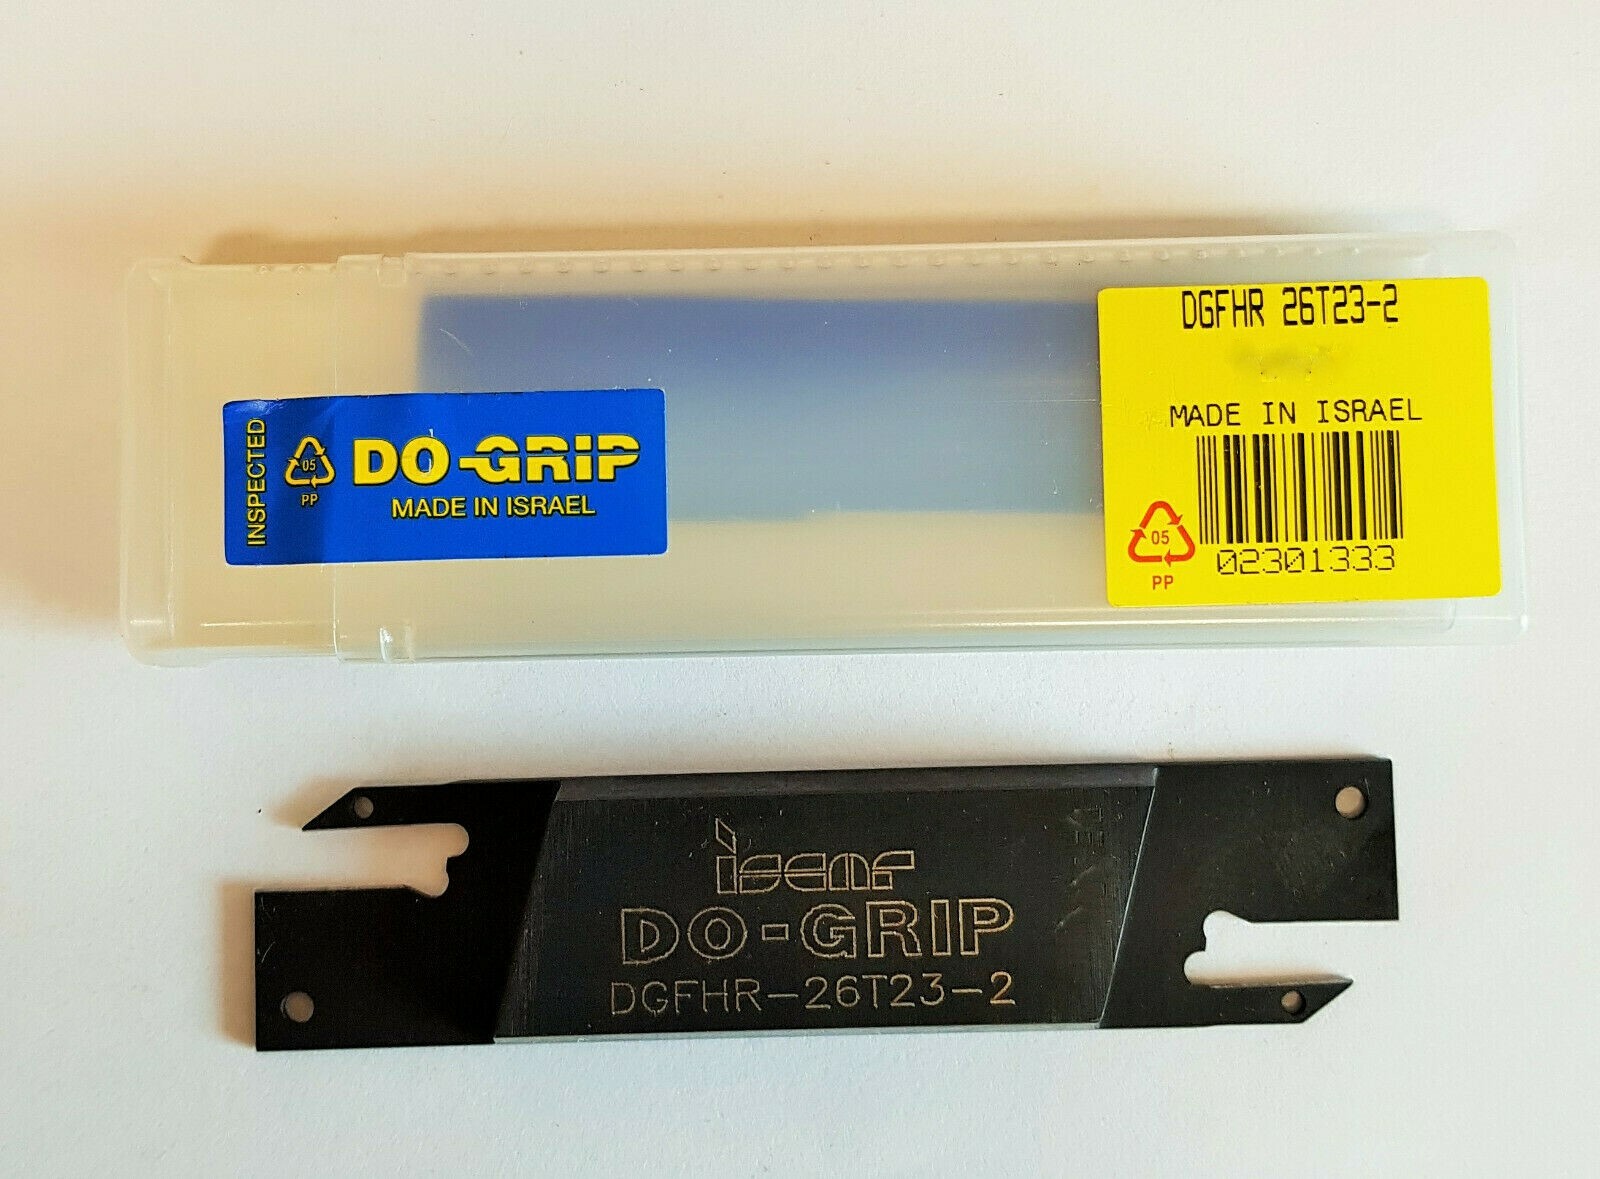 DGFHR 26T23-2
MADE IN ISRAEL
02301333
05
PP
INSPECTED
05
PP
DO-GRIP
MADE IN ISRAEL
iscar
DO-GRIP
DGFHR-26T23-2